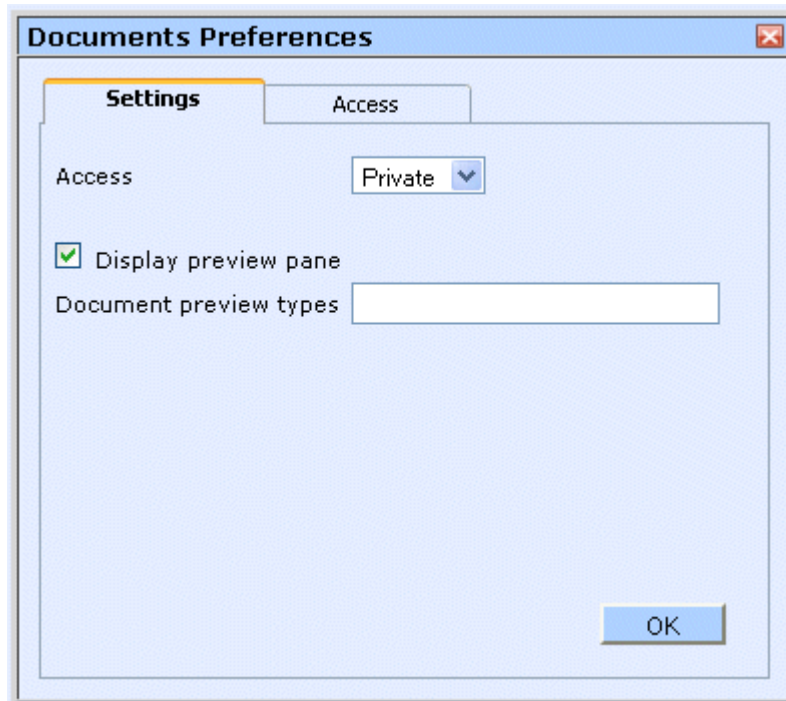 Documents Preferences
Settings Access
Access Private
Display preview pane
Document preview types
OK